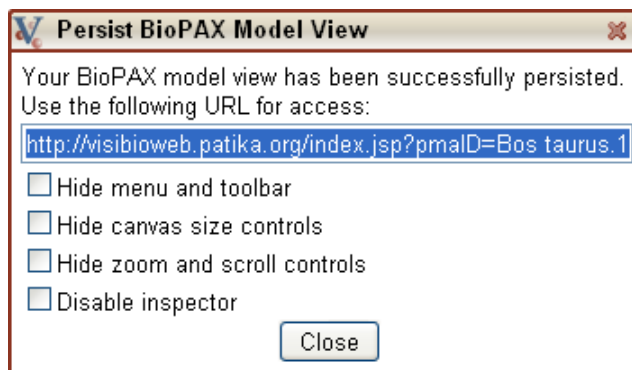 Persist BioPAX Model View
Your BioPAX model view has been successfully persisted.
Use the following URL for access:
http://visibioweb.patika.org/index.jsp?pmaID=Bos taurus.1
Hide menu and toolbar
Hide canvas size controls
Hide zoom and scroll controls
Disable inspector
Close